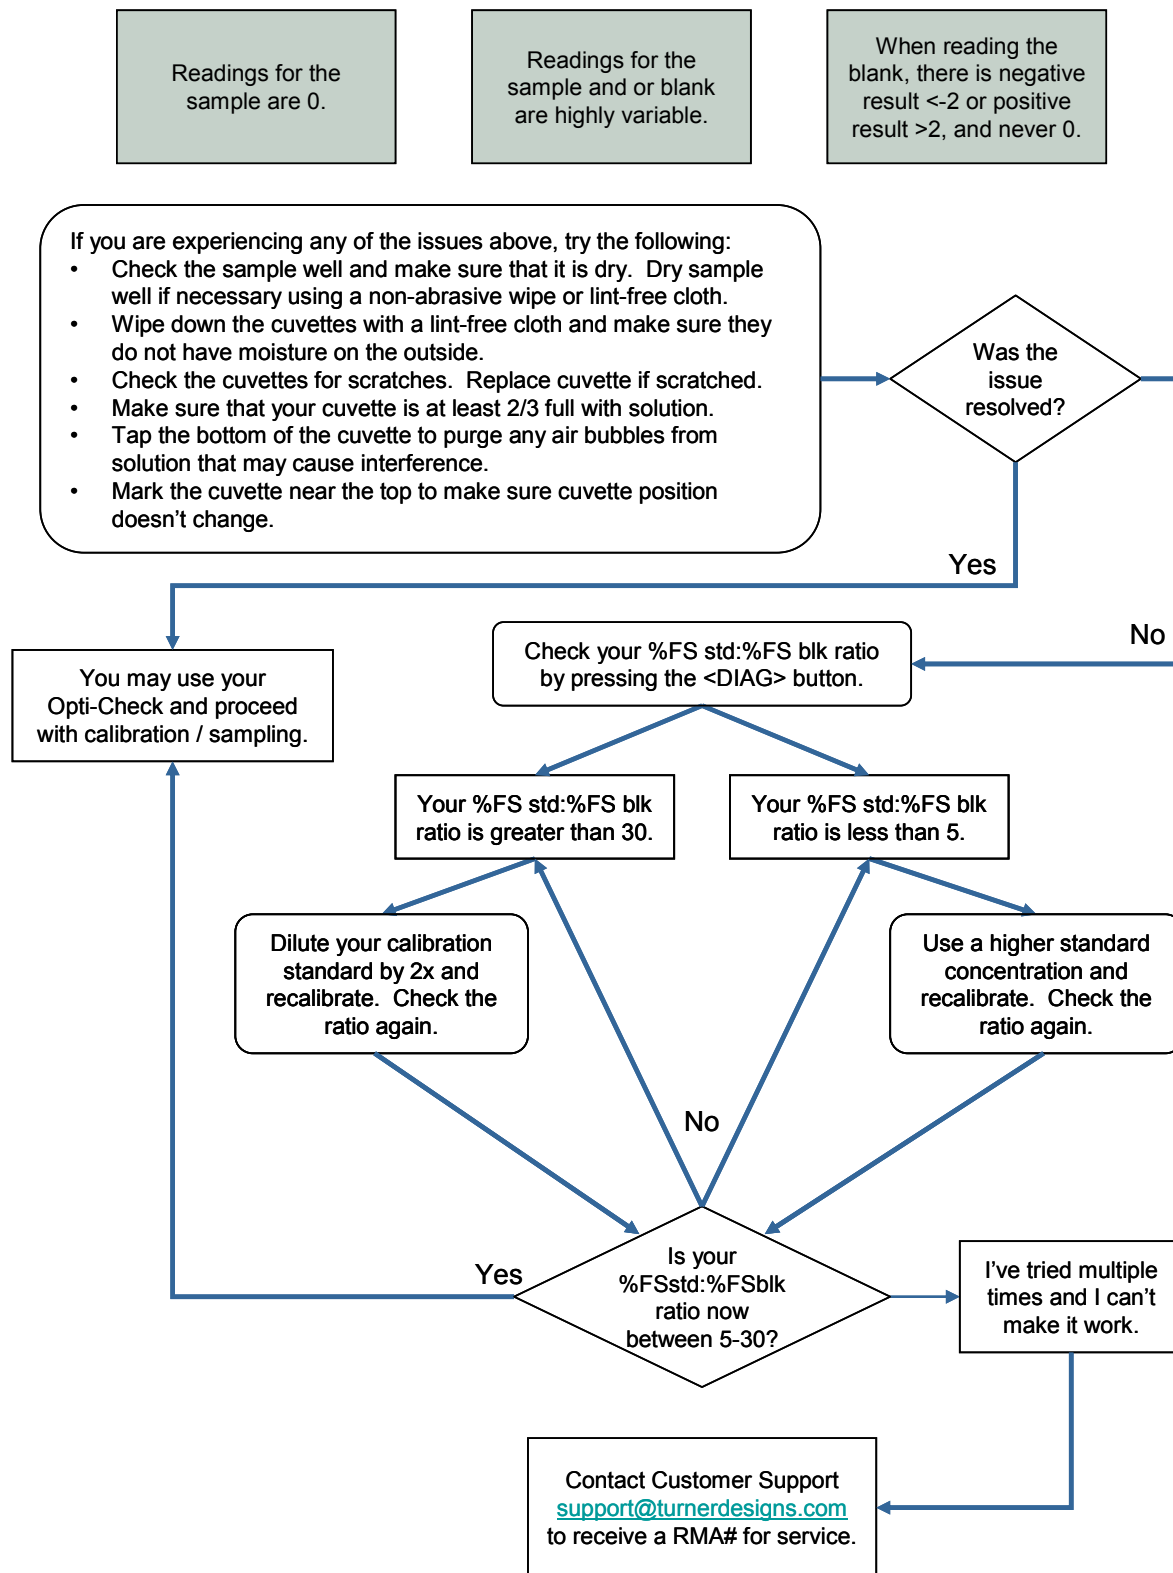 Readings for the
sample are 0.
Readings for the
sample and or blank
are highly variable.
When reading the
blank, there is negative
result <-2 or positive
result >2, and never 0.
If you are experiencing any of the issues above, try the following:
• Check the sample well and make sure that it is dry.  Dry sample
well if necessary using a non-abrasive wipe or lint-free cloth.
• Wipe down the cuvettes with a lint-free cloth and make sure they
do not have moisture on the outside.
• Check the cuvettes for scratches.  Replace cuvette if scratched.
• Make sure that your cuvette is at least 2/3 full with solution.
• Tap the bottom of the cuvette to purge any air bubbles from
solution that may cause interference.
• Mark the cuvette near the top to make sure cuvette position
doesn't change.
Was the
issue
resolved?
Yes
No
You may use your
Opti-Check and proceed
with calibration / sampling.
Check your %FS std:%FS blk ratio
by pressing the <DIAG> button.
Your %FS std:%FS blk
ratio is greater than 30.
Your %FS std:%FS blk
ratio is less than 5.
Dilute your calibration
standard by 2x and
recalibrate.  Check the
ratio again.
Use a higher standard
concentration and
recalibrate.  Check the
ratio again.
No
Yes
Is your
%FSstd:%FSblk
ratio now
between 5-30?
I've tried multiple
times and I can't
make it work.
Contact Customer Support
support@turnerdesigns.com
to receive a RMA# for service.